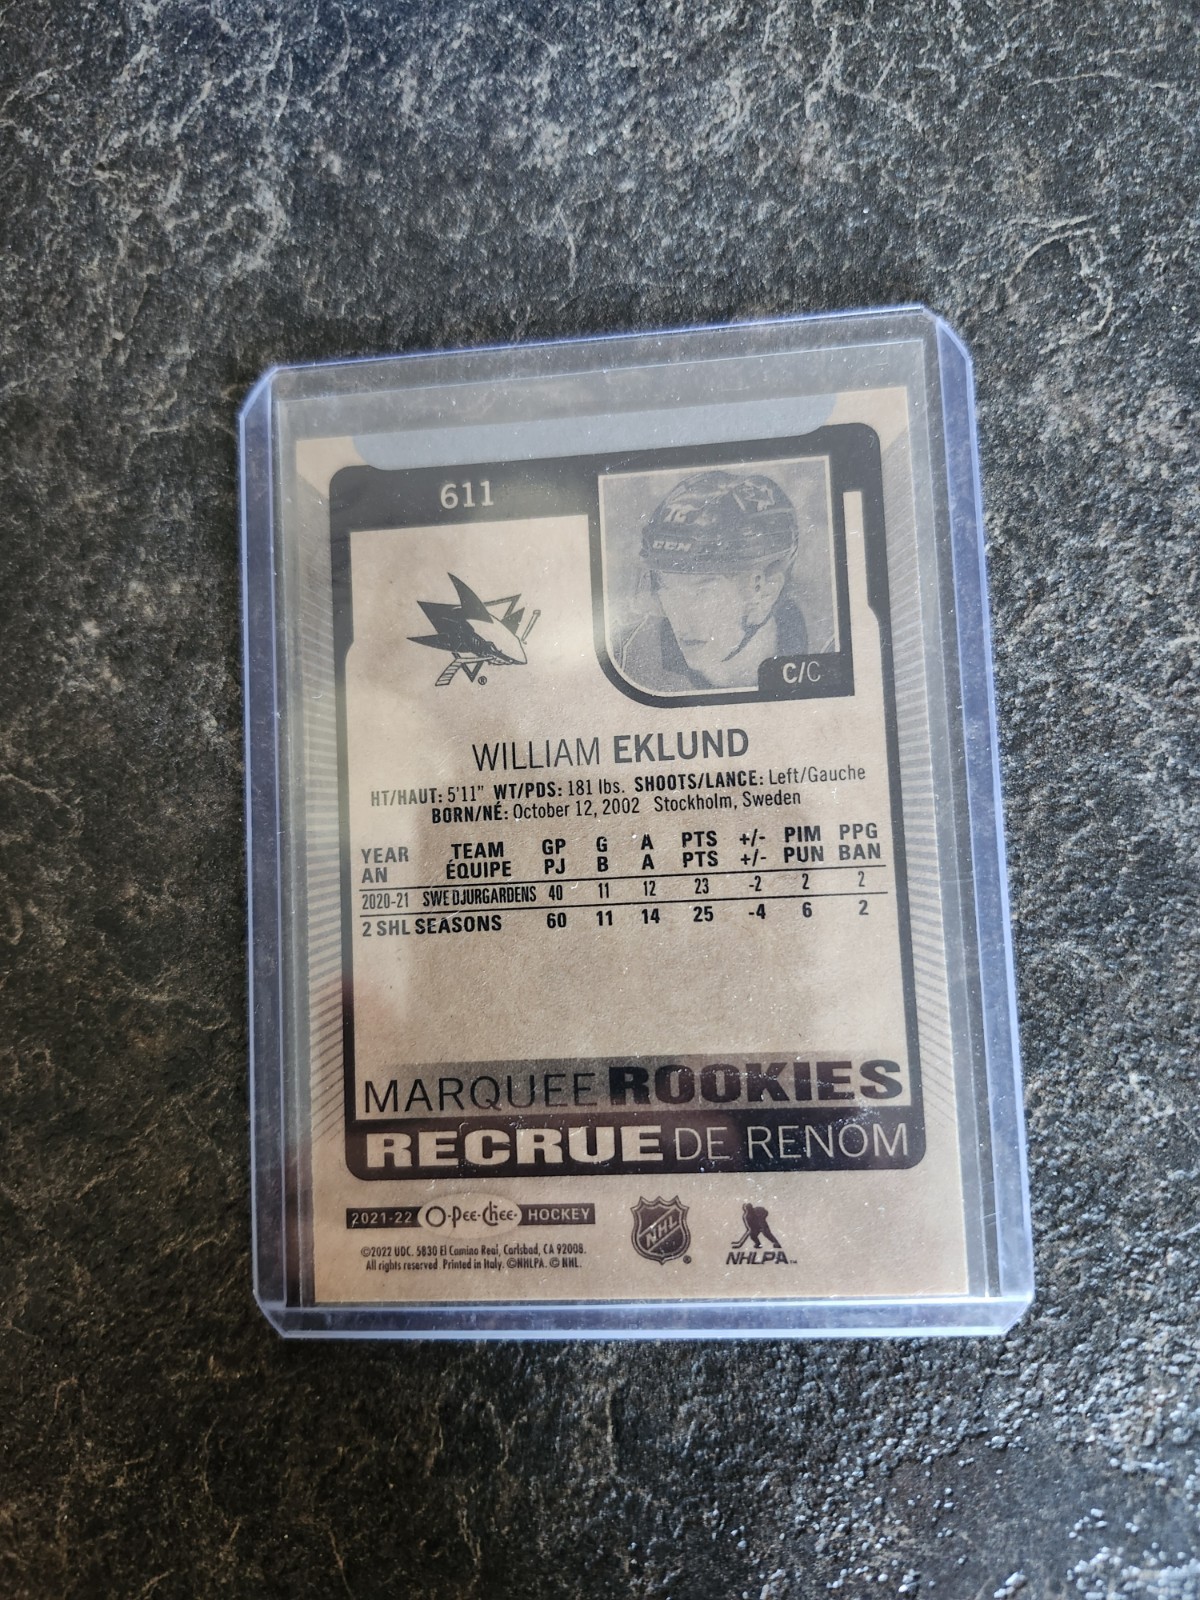 611
72
CCM
C/C
WILLIAM EKLUND
HT/HAUT: 5'11" WT/PDS: 181 lbs. SHOOTS/LANCE: Left/Gauche
BORN/NÉ: October 12, 2002 Stockholm, Sweden
YEAR TEAM GP G A PTS +/- PIM PPG
AN ÉQUIPE PJ B A PTS +/- PUN BAN
2020-21 SWE DJURGARDENS 40 11 12 23 -2 2 2
2 SHL SEASONS 60 11 14 25 -4 6 2
MARQUEE ROOKIES
RECRUE DE RENOM
2021-22 O-Pee-Chee HOCKEY
NHL
NHLPA™
©2022 UDC. 5830 El Camino Real, Carlsbad, CA 92008.
All rights reserved Printed in Italy. ©NHLPA. © NHL.